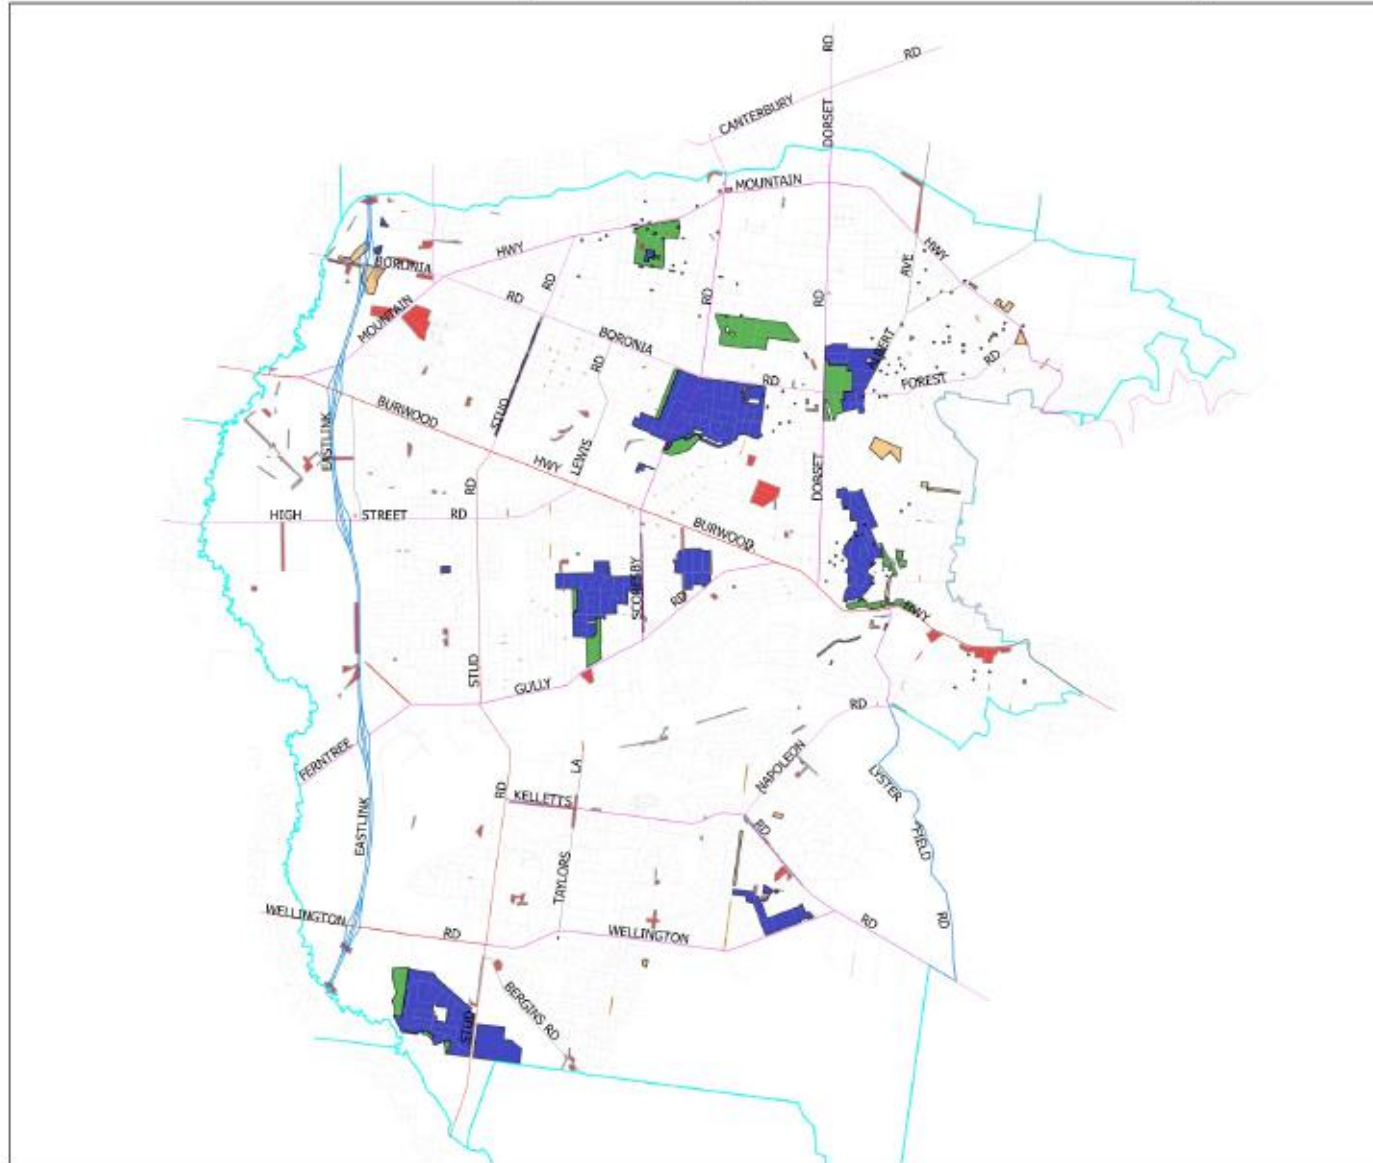 RD
RD
CANTERBURY
DORSET
MOUNTAIN
HWY
HWY
BORONIA
AVE
RD
RD
RD
RD
MOUNTAIN
BORONIA
RD
ALBERT
RD
RD
FOREST
BURWOOD
STUD
EASTLINK
LEWIS
HWY
DORSET
RD
HIGH
STREET
RD
BURWOOD
SCORESBY
RD
HWY
STUD
GULLY
RD
FERNTREE
LA
NAPOLEON
LYSTER
RD
KELLETTS
RD
EASTLINK
FIELD
TAYLORS
WELLINGTON
RD
WELLINGTON
RD
RD
BERGINS RD
STUD